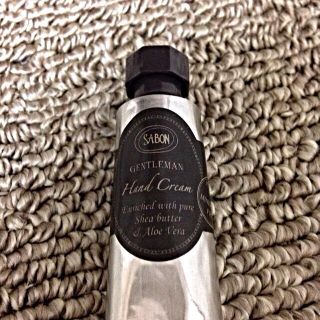 SABON
GENTLEMAN
Hand Cream
Enriched with pure
Shea butter
& Aloe Vera